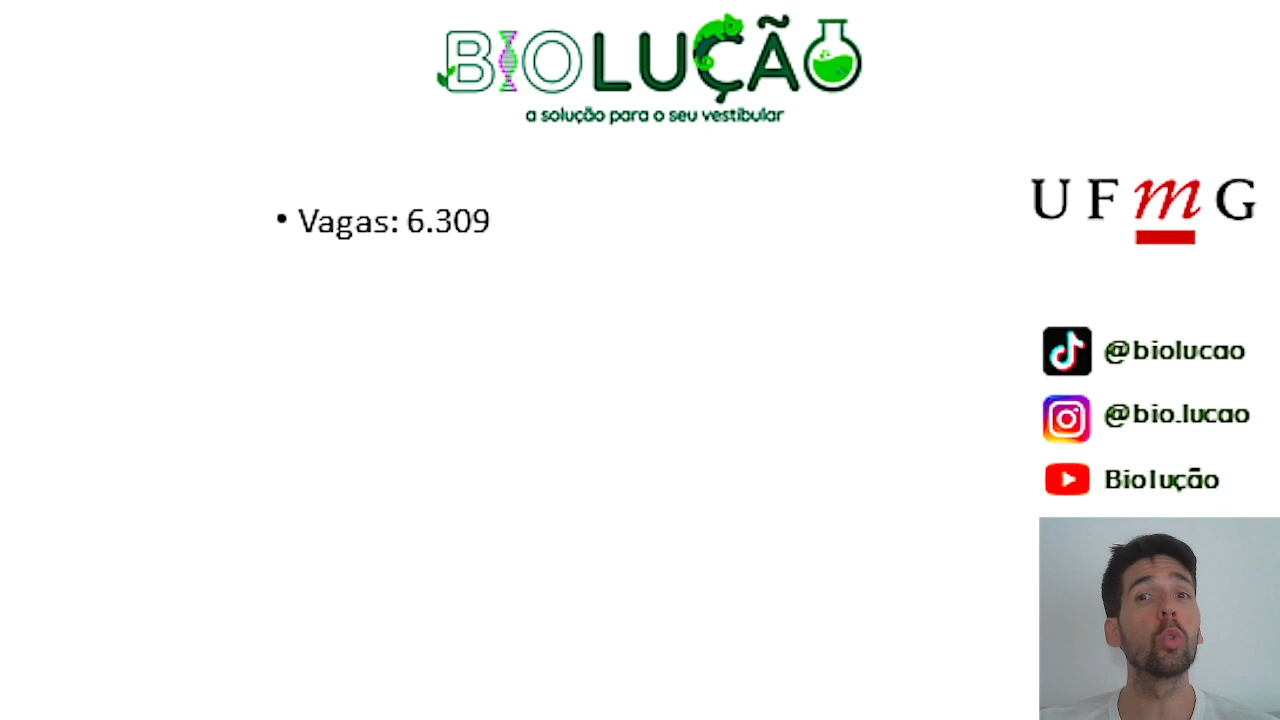 BIOLUÇÃO
a solução para o seu vestibular
• Vagas: 6.309
UFmG
@biolucao
@bio.lucao
Biolução